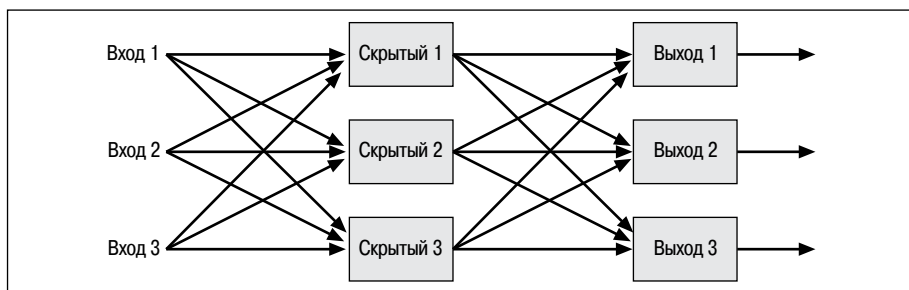 Вход 1
Скрытый 1
Выход 1
Вход 2
Скрытый 2
Выход 2
Вход 3
Скрытый 3
Выход 3